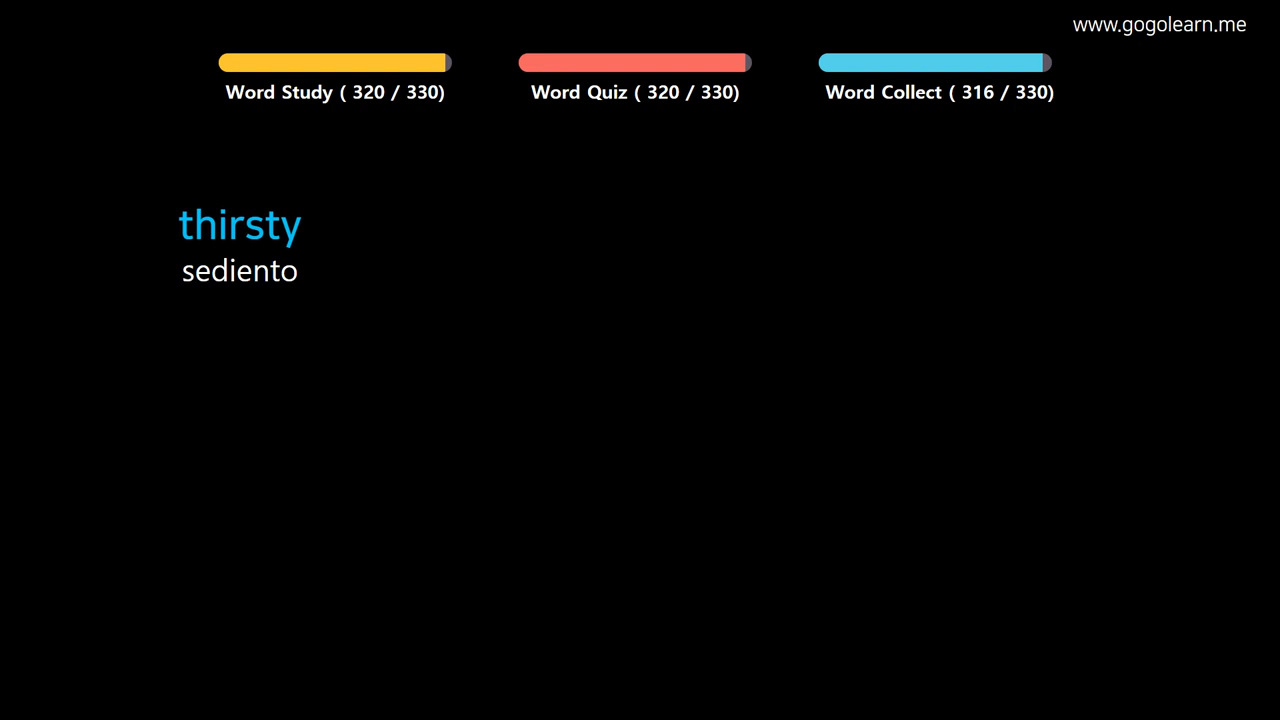 www.gogolearn.me
Word Study ( 320 / 330)
Word Quiz ( 320 / 330)
Word Collect ( 316 / 330)
thirsty
sediento